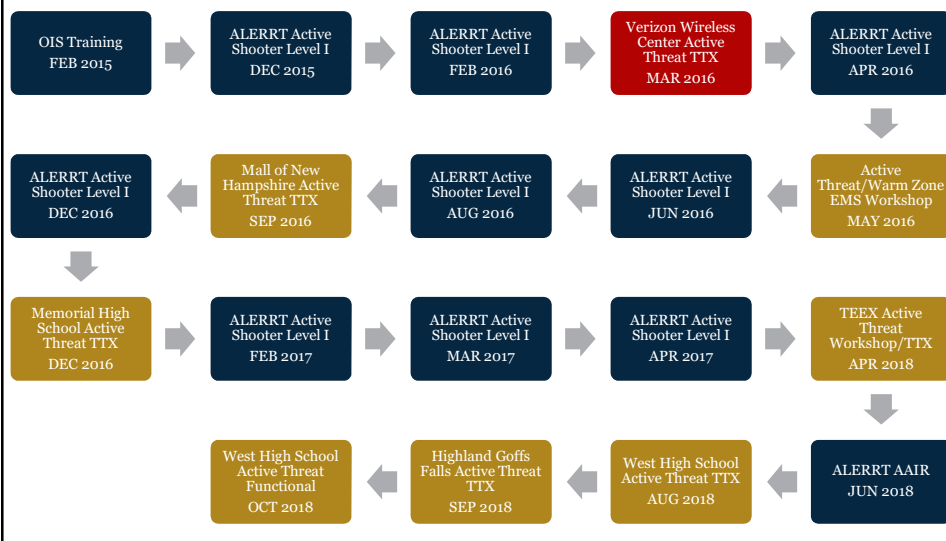 OIS Training
FEB 2015
ALERRT Active
Shooter Level I
DEC 2015
ALERRT Active
Shooter Level I
FEB 2016
Verizon Wireless
Center Active
Threat TTX
MAR 2016
ALERRT Active
Shooter Level I
APR 2016
Active
Threat/Warm Zone
EMS Workshop
MAY 2016
ALERRT Active
Shooter Level I
JUN 2016
ALERRT Active
Shooter Level I
AUG 2016
Mall of New
Hampshire Active
Threat TTX
SEP 2016
ALERRT Active
Shooter Level I
DEC 2016
Memorial High
School Active
Threat TTX
DEC 2016
ALERRT Active
Shooter Level I
FEB 2017
ALERRT Active
Shooter Level I
MAR 2017
ALERRT Active
Shooter Level I
APR 2017
TEEX Active
Threat
Workshop/TTX
APR 2018
ALERRT AAIR
JUN 2018
West High School
Active Threat TTX
AUG 2018
Highland Goffs
Falls Active Threat
TTX
SEP 2018
West High School
Active Threat
Functional
OCT 2018